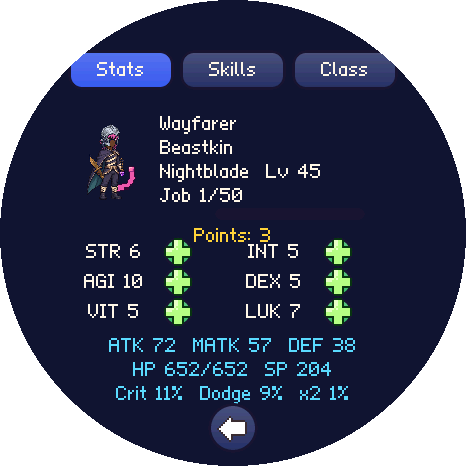 Stats Skills Class
Wayfarer
Beastkin
Nightblade Lv 45
Job 1/50
Points: 3
STR 6 INT 5
AGI 10 DEX 5
VIT 5 LUK 7
ATK 72 MATK 57 DEF 38
HP 652/652 SP 204
Crit 11% Dodge 9% x2 1%